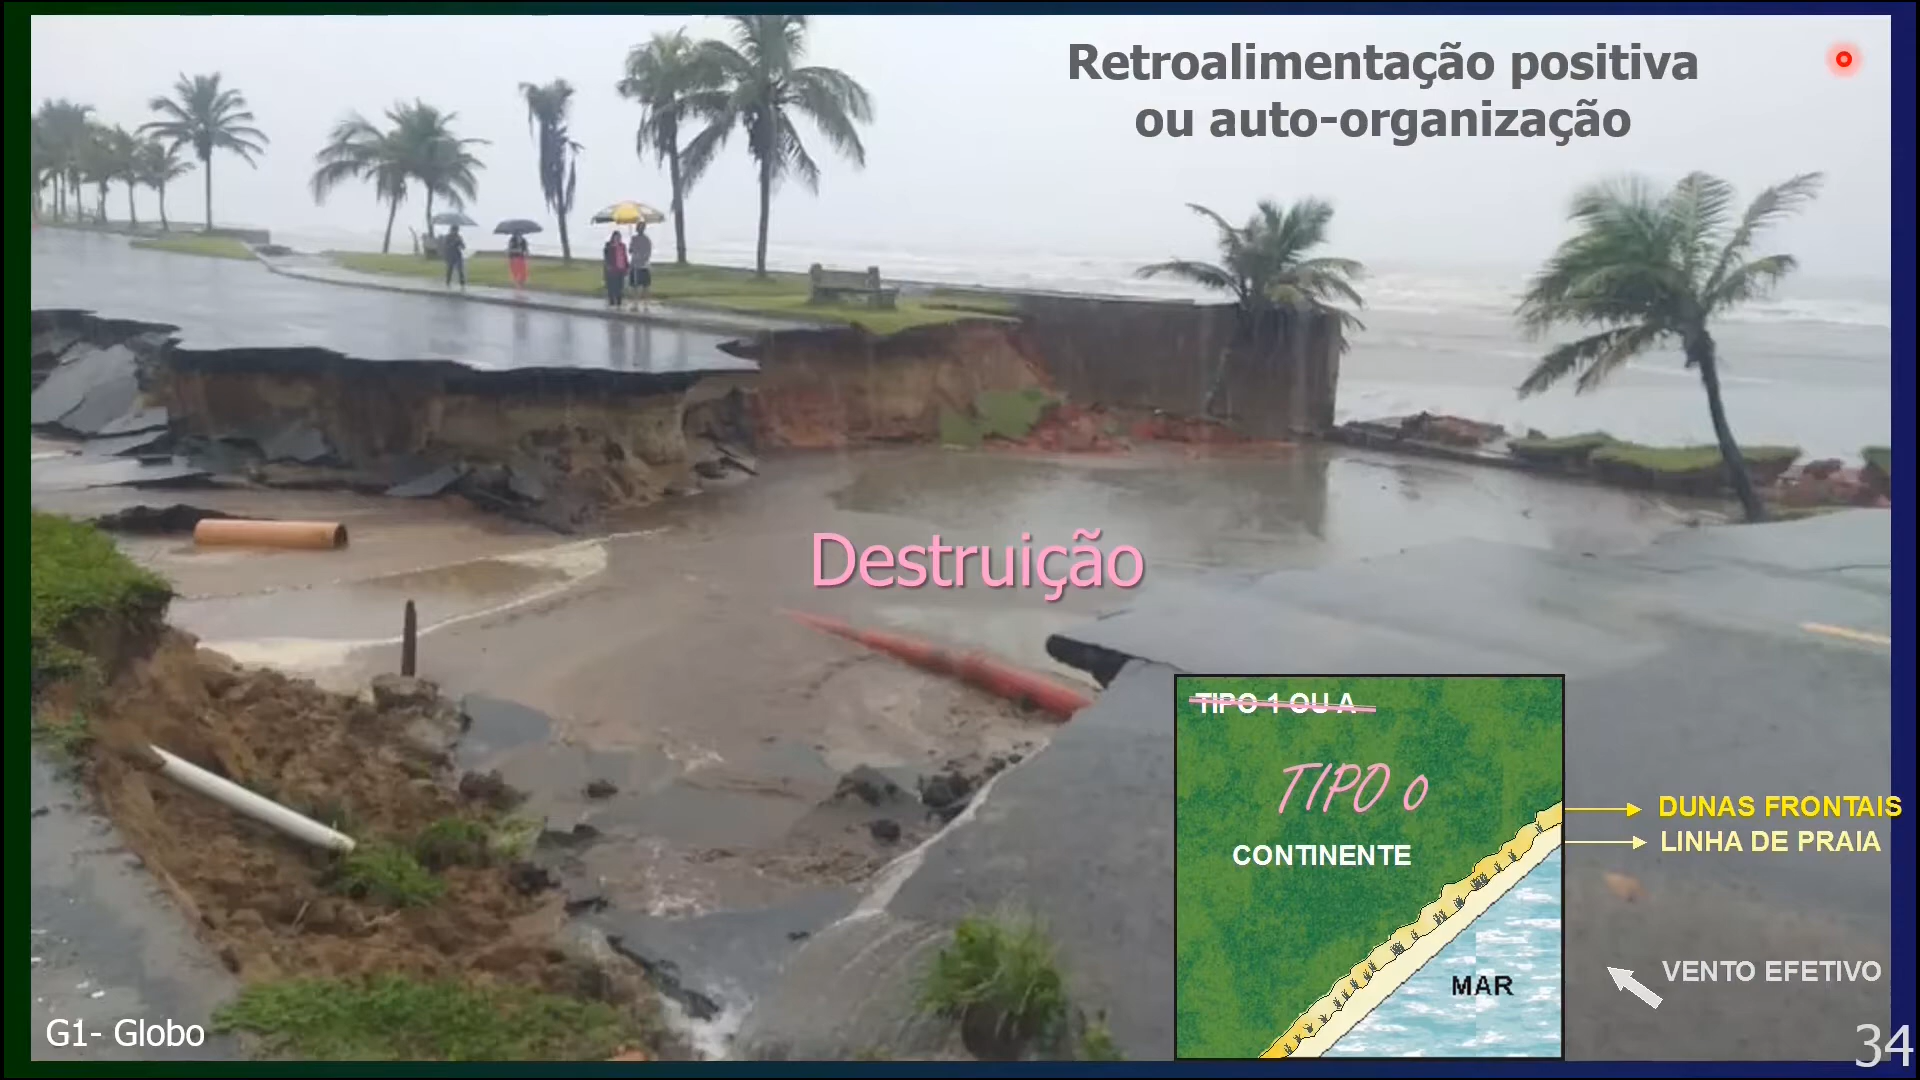 Retroalimentação positiva
ou auto-organização
Destruição
TIPO 1 OU A
TIPO 0
CONTINENTE
DUNAS FRONTAIS
LINHA DE PRAIA
MAR
VENTO EFETIVO
G1- Globo
34